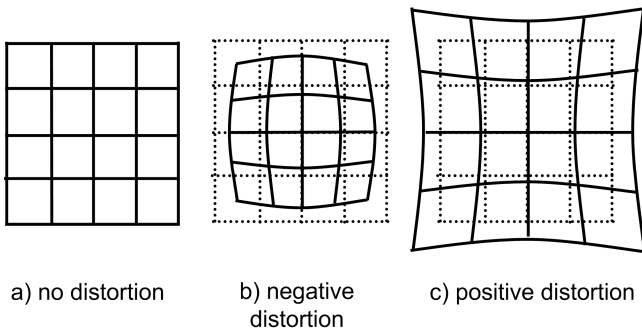 a) no distortion
b) negative
distortion
c) positive distortion